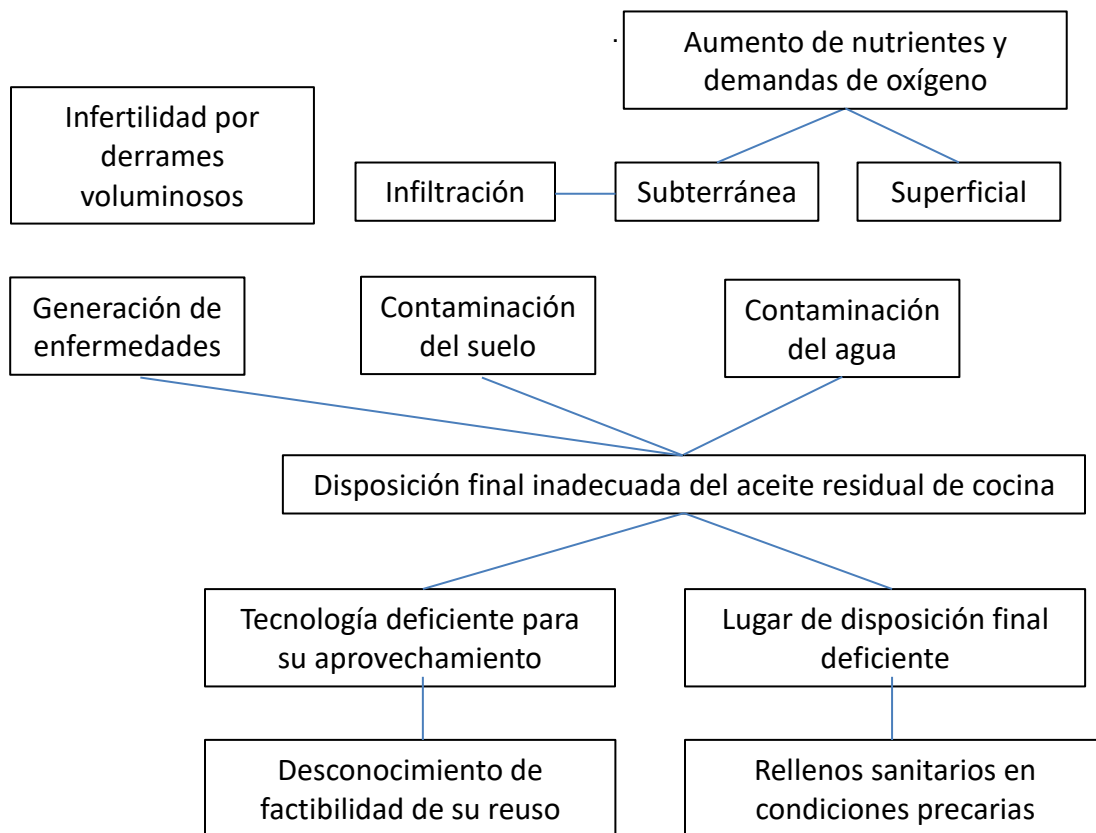 Aumento de nutrientes y
demandas de oxígeno
Infertilidad por
derrames
voluminosos
Infiltración
Subterránea
Superficial
Generación de
enfermedades
Contaminación
del suelo
Contaminación
del agua
Disposición final inadecuada del aceite residual de cocina
Tecnología deficiente para
su aprovechamiento
Lugar de disposición final
deficiente
Desconocimiento de
factibilidad de su reuso
Rellenos sanitarios en
condiciones precarias